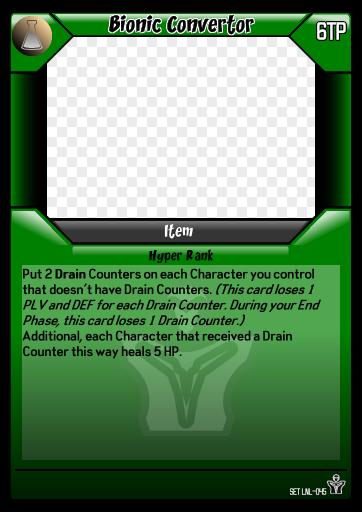 Bionic Convertor
6TP
Item
Hyper Rank
Put 2 Drain Counters on each Character you control
that doesn't have Drain Counters. (This card loses 1
PLV and DEF for each Drain Counter. During your End
Phase, this card loses 1 Drain Counter.)
Additional, each Character that received a Drain
Counter this way heals 5 HP.
SET LNL-045